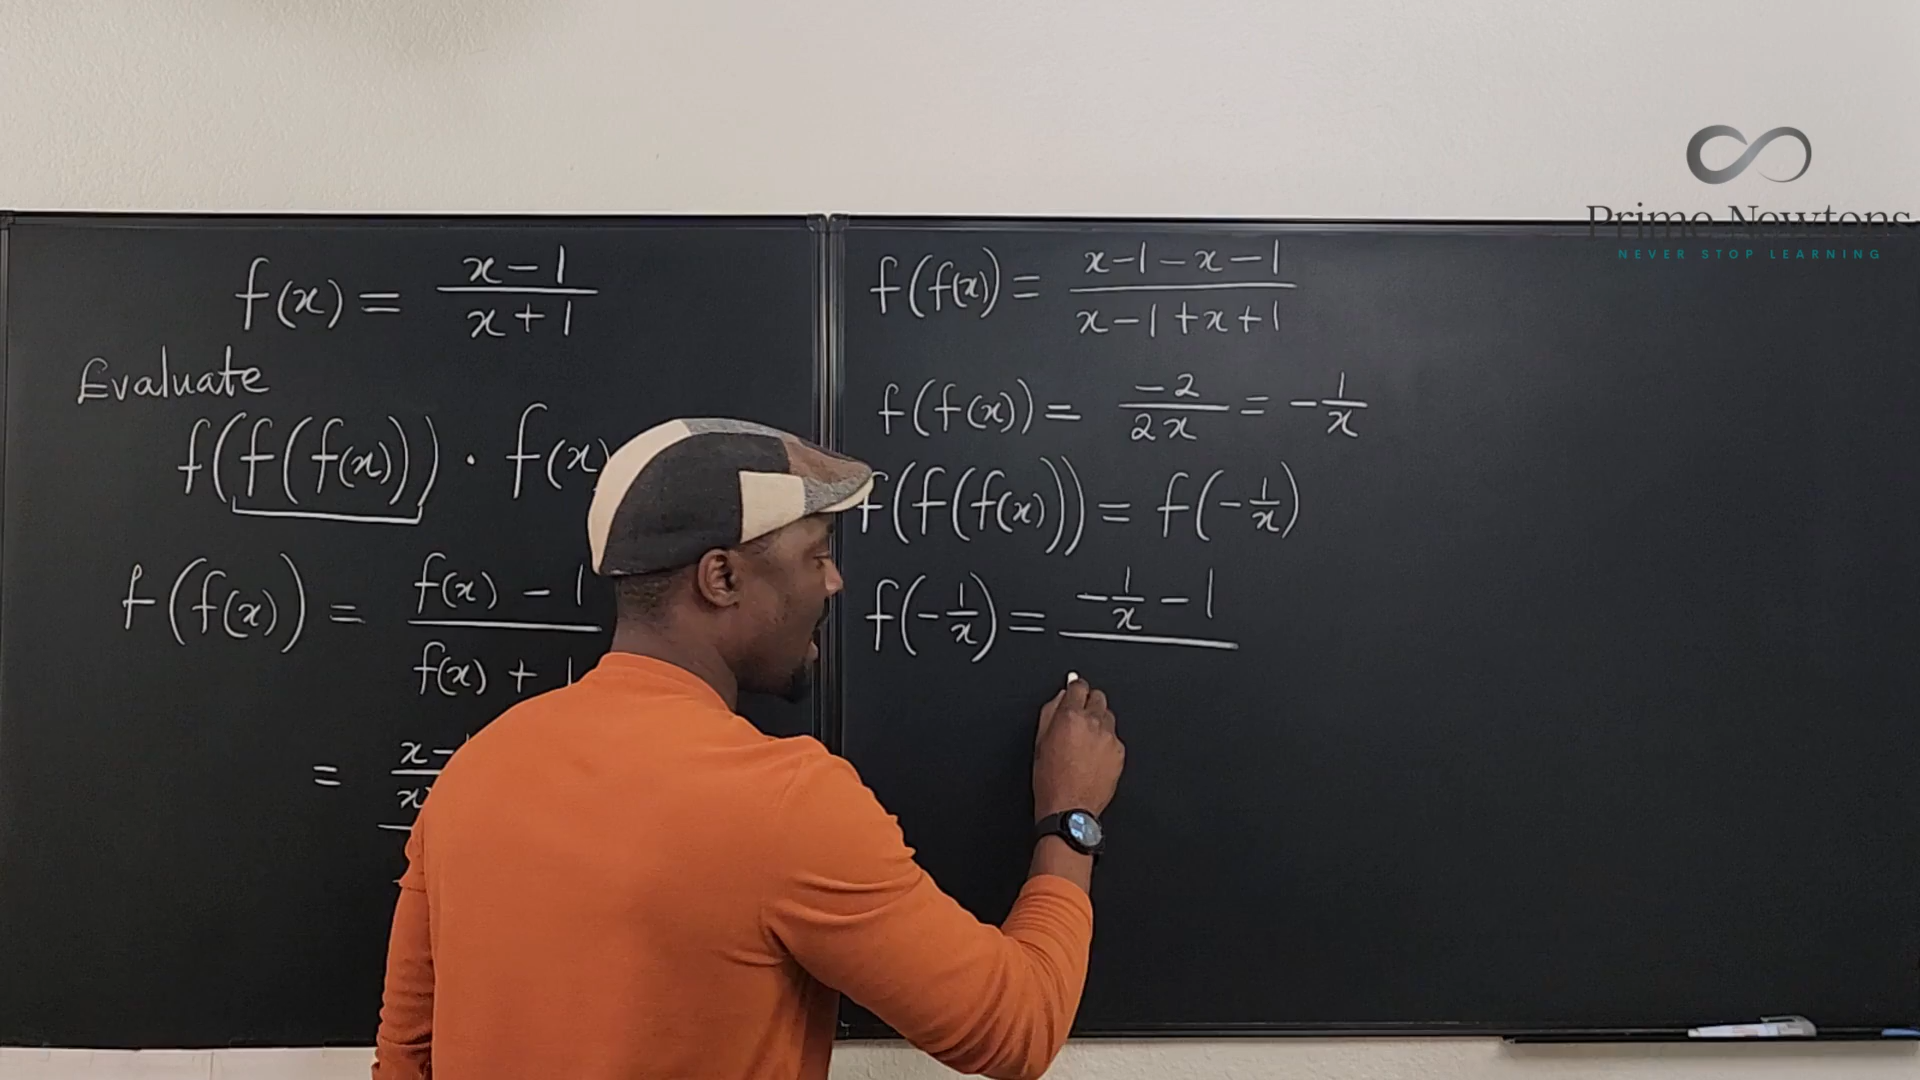 f(x) = (x-1)/(x+1)
Evaluate
f(f(f(x))) · f(x)
f(f(x)) = (f(x) - 1)/(f(x) + 1)
= x-
x
f(f(x)) = (x-1-x-1)/(x-1+x+1)
f(f(x)) = -2/2x = -1/x
f(f(f(x))) = f(-1/x)
f(-1/x) = -1/x - 1
Prime Newtons
NEVER STOP LEARNING